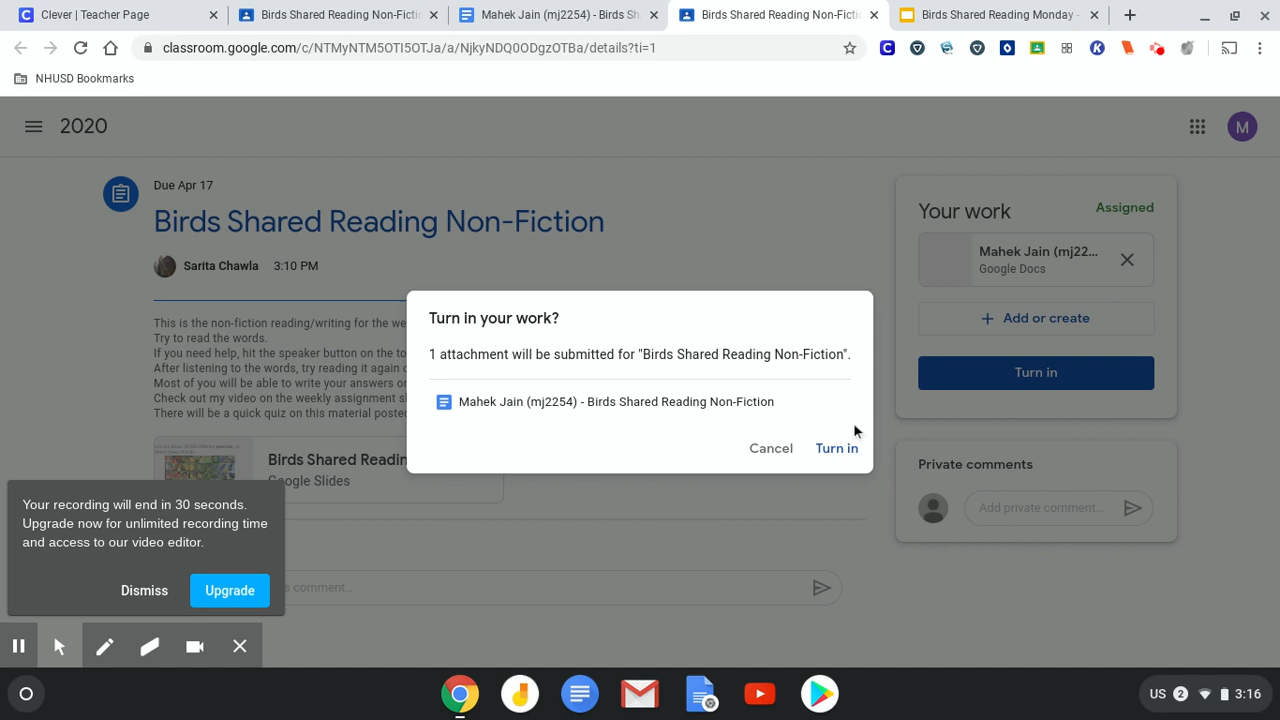 Clever | Teacher Page
Birds Shared Reading Non-Fictio
Mahek Jain (mj2254) - Birds Sh
Birds Shared Reading Non-Fictio
Birds Shared Reading Monday -
classroom.google.com/c/NTMyNTM5OTI5OTJa/a/NjkyNDQ0ODgzOTBa/details?ti=1
NHUSD Bookmarks
2020
M
Due Apr 17
Birds Shared Reading Non-Fiction
Sarita Chawla 3:10 PM
This is the non-fiction reading/writing for the we
Try to read the words.
If you need help, hit the speaker button on the to
After listening to the words, try reading it again
Most of you will be able to write your answers or
Check out my video on the weekly assignment s
There will be a quick quiz on this material poste
Birds Shared Readin
Google Slides
s comment...
Your work
Assigned
Mahek Jain (mj22...
Google Docs
Add or create
Turn in
Private comments
Add private comment...
Turn in your work?
1 attachment will be submitted for "Birds Shared Reading Non-Fiction".
Mahek Jain (mj2254) - Birds Shared Reading Non-Fiction
Cancel
Turn in
Your recording will end in 30 seconds.
Upgrade now for unlimited recording time
and access to our video editor.
Dismiss
Upgrade
US 2 3:16